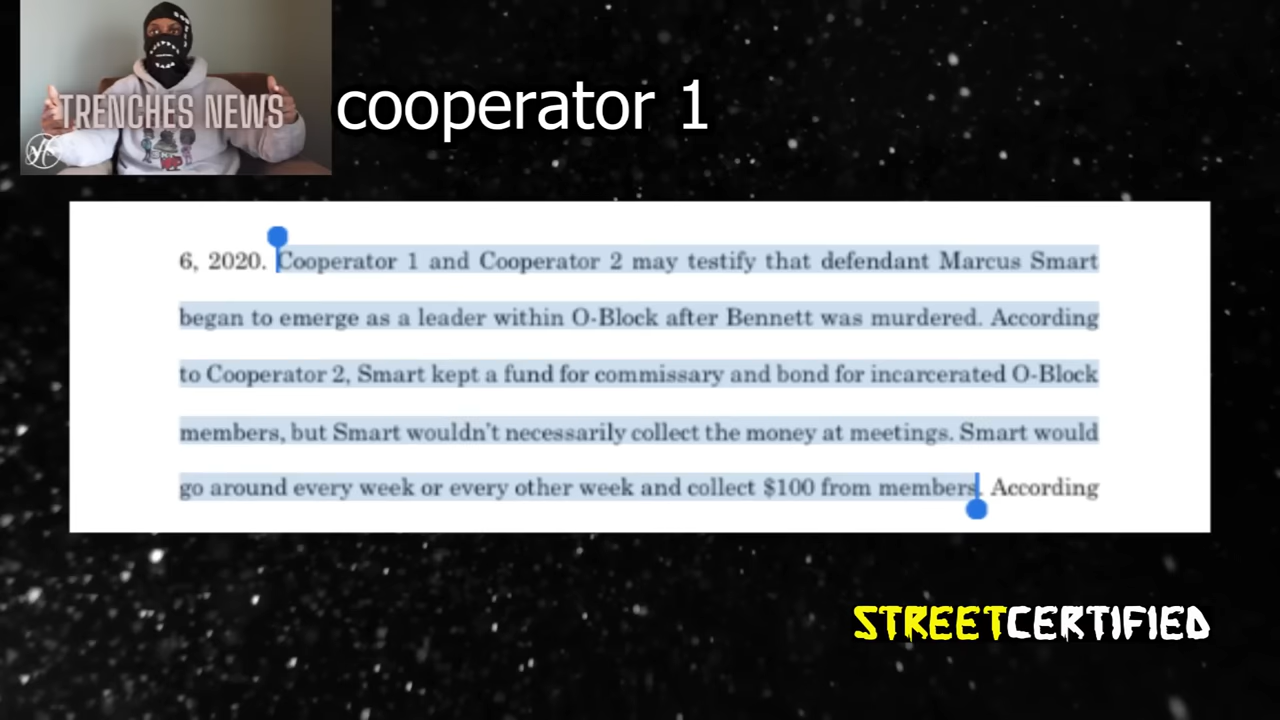 TRENCHES NEWS
cooperator 1
6, 2020. Cooperator 1 and Cooperator 2 may testify that defendant Marcus Smart
began to emerge as a leader within O-Block after Bennett was murdered. According
to Cooperator 2, Smart kept a fund for commissary and bond for incarcerated O-Block
members, but Smart wouldn't necessarily collect the money at meetings. Smart would
go around every week or every other week and collect $100 from members. According
STREETCERTIFIED